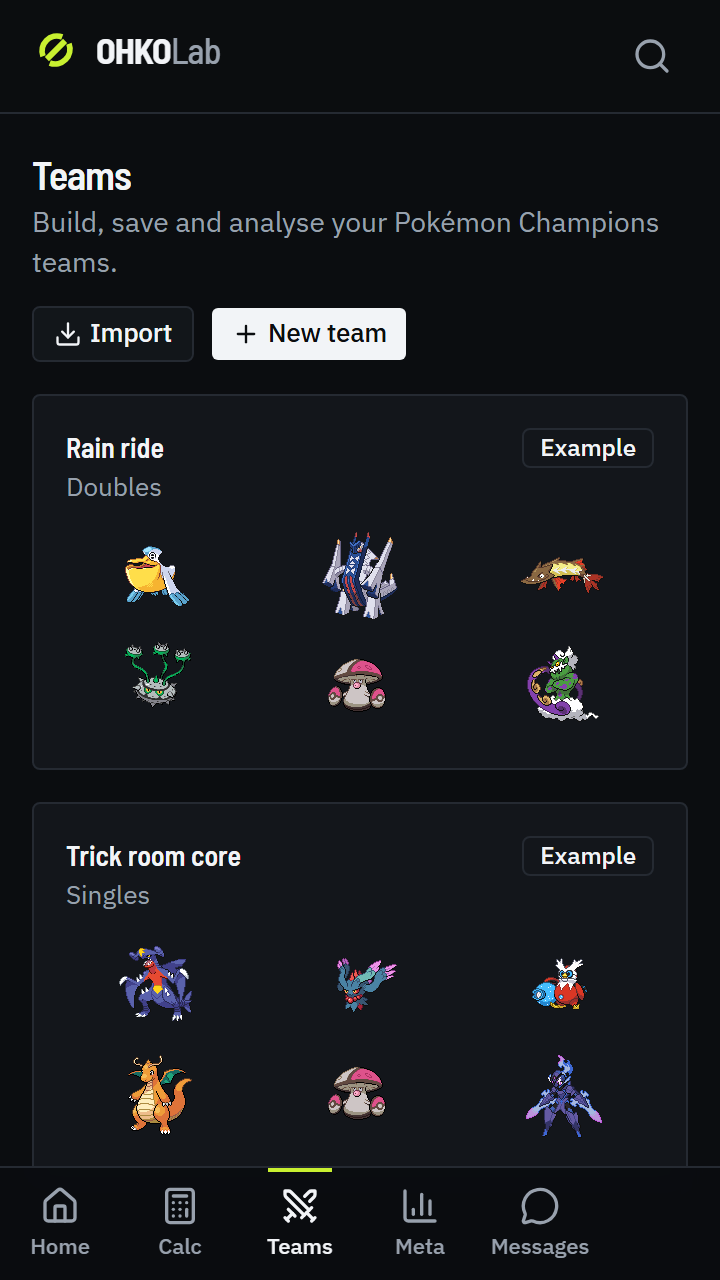 OHKOLab
Teams
Build, save and analyse your Pokémon Champions
teams.
Import
New team
Rain ride
Example
Doubles
Trick room core
Example
Singles
Home
Calc
Teams
Meta
Messages